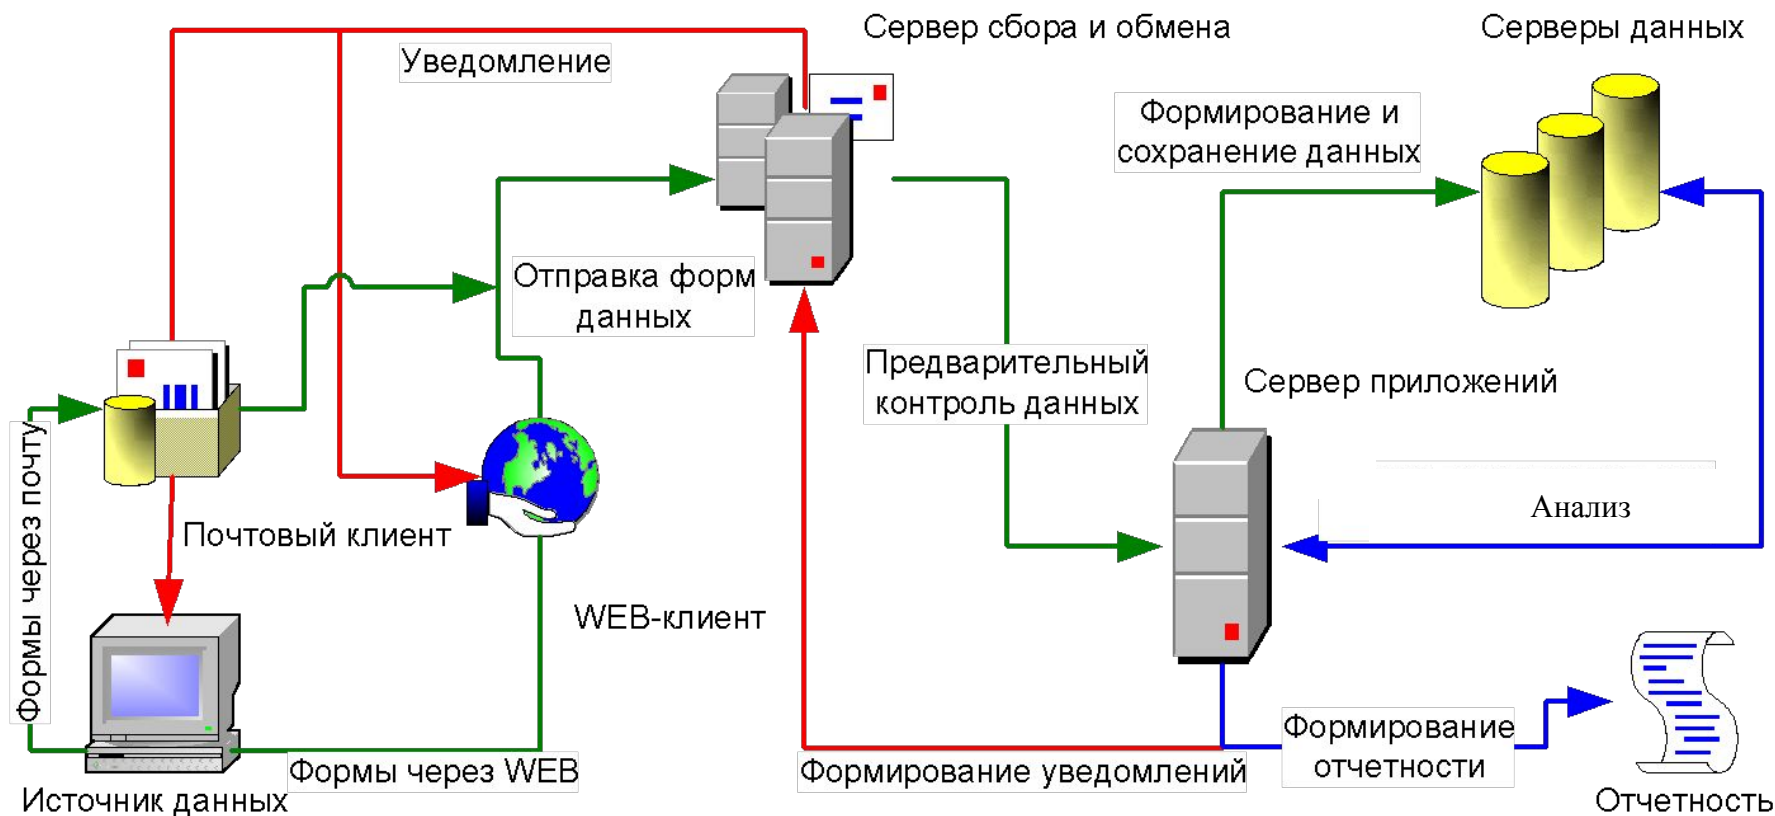 Сервер сбора и обмена
Серверы данных
Уведомление
Формирование и
сохранение данных
Отправка форм
данных
Предварительный
контроль данных
Сервер приложений
Формы через почту
Почтовый клиент
Анализ
WEB-клиент
Формирование
отчетности
Формы через WEB
Формирование уведомлений
Источник данных
Отчетность